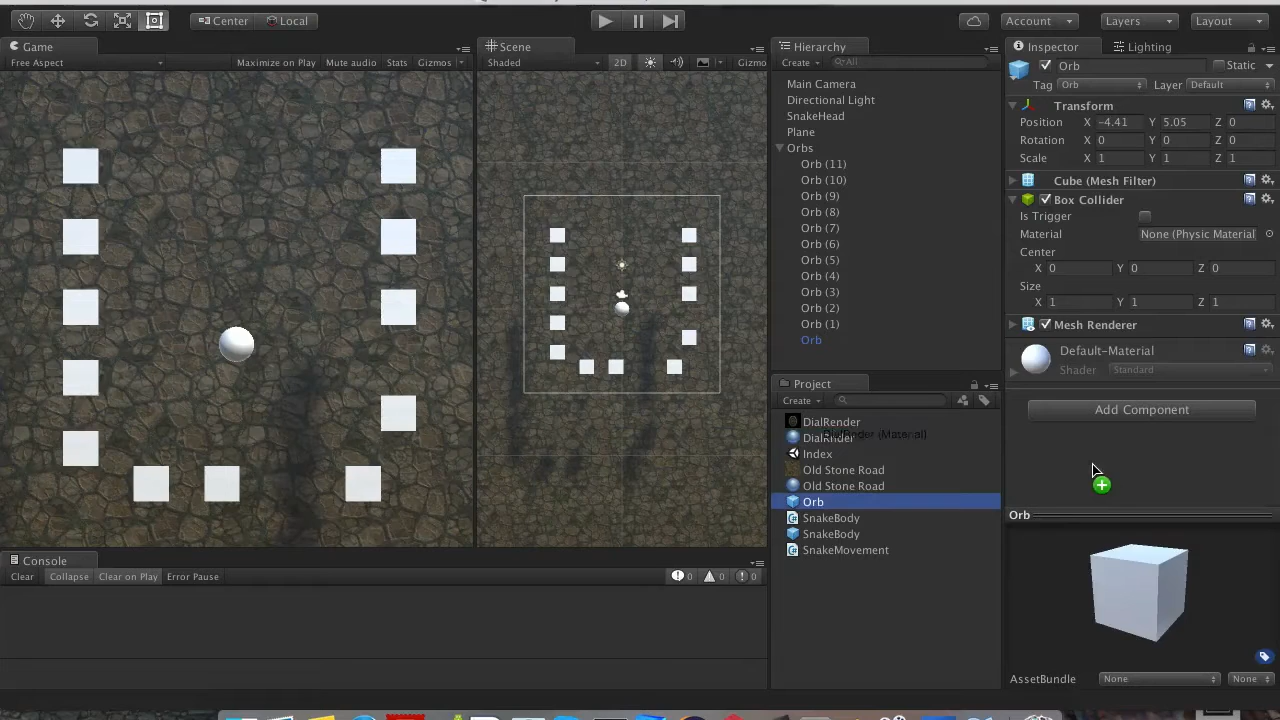 Center
Local
Account
Layers
Layout
Game
Free Aspect
Maximize on Play
Mute audio
Stats
Gizmos
Scene
Shaded
2D
Gizmo
Hierarchy
Create
All
Main Camera
Directional Light
SnakeHead
Plane
Orbs
Orb (11)
Orb (10)
Orb (9)
Orb (8)
Orb (7)
Orb (6)
Orb (5)
Orb (4)
Orb (3)
Orb (2)
Orb (1)
Orb
Project
Create
DialRender
DialRnder
DialRender (Material)
Index
Old Stone Road
Old Stone Road
Orb
SnakeBody
SnakeBody
SnakeMovement
Inspector
Lighting
Orb
Static
Tag Orb
Layer Default
Transform
Position X -4.41 Y 5.05 Z 0
Rotation X 0 Y 0 Z 0
Scale X 1 Y 1 Z 1
Cube (Mesh Filter)
Box Collider
Is Trigger
Material None (Physic Material
Center
X 0 Y 0 Z 0
Size
X 1 Y 1 Z 1
Mesh Renderer
Default-Material
Shader Standard
Add Component
Orb
AssetBundle None None
Console
Clear
Collapse
Clear on Play
Error Pause
0
0
0